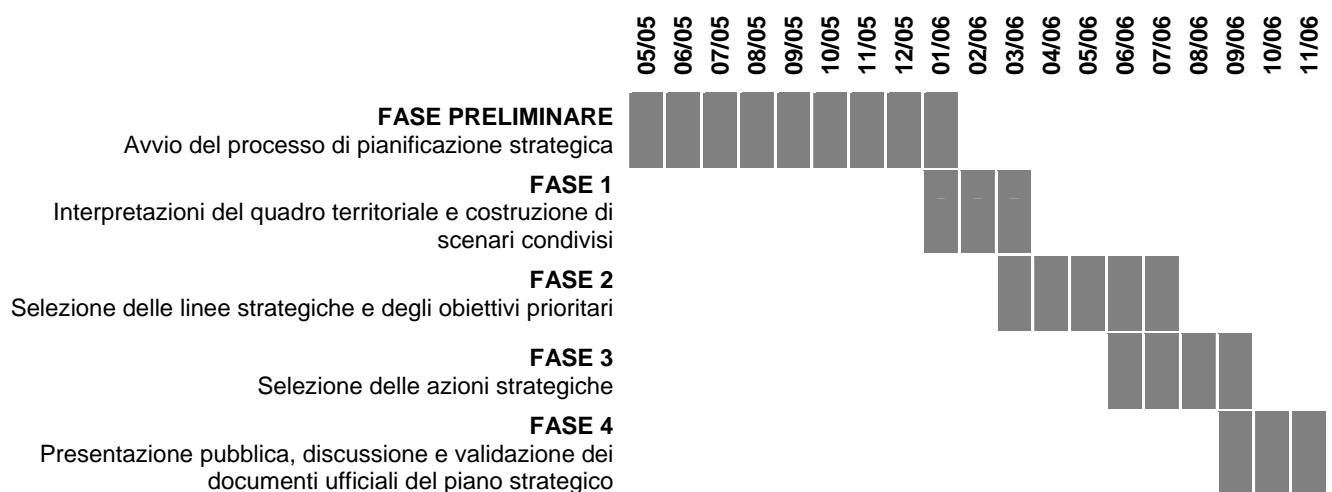 05/05 06/05 07/05 08/05 09/05 10/05 11/05 12/05 01/06 02/06 03/06 04/06 05/06 06/06 07/06 08/06 09/06 10/06 11/06
FASE PRELIMINARE
Avvio del processo di pianificazione strategica
FASE 1
Interpretazioni del quadro territoriale e costruzione di
scenari condivisi
FASE 2
Selezione delle linee strategiche e degli obiettivi prioritari
FASE 3
Selezione delle azioni strategiche
FASE 4
Presentazione pubblica, discussione e validazione dei
documenti ufficiali del piano strategico